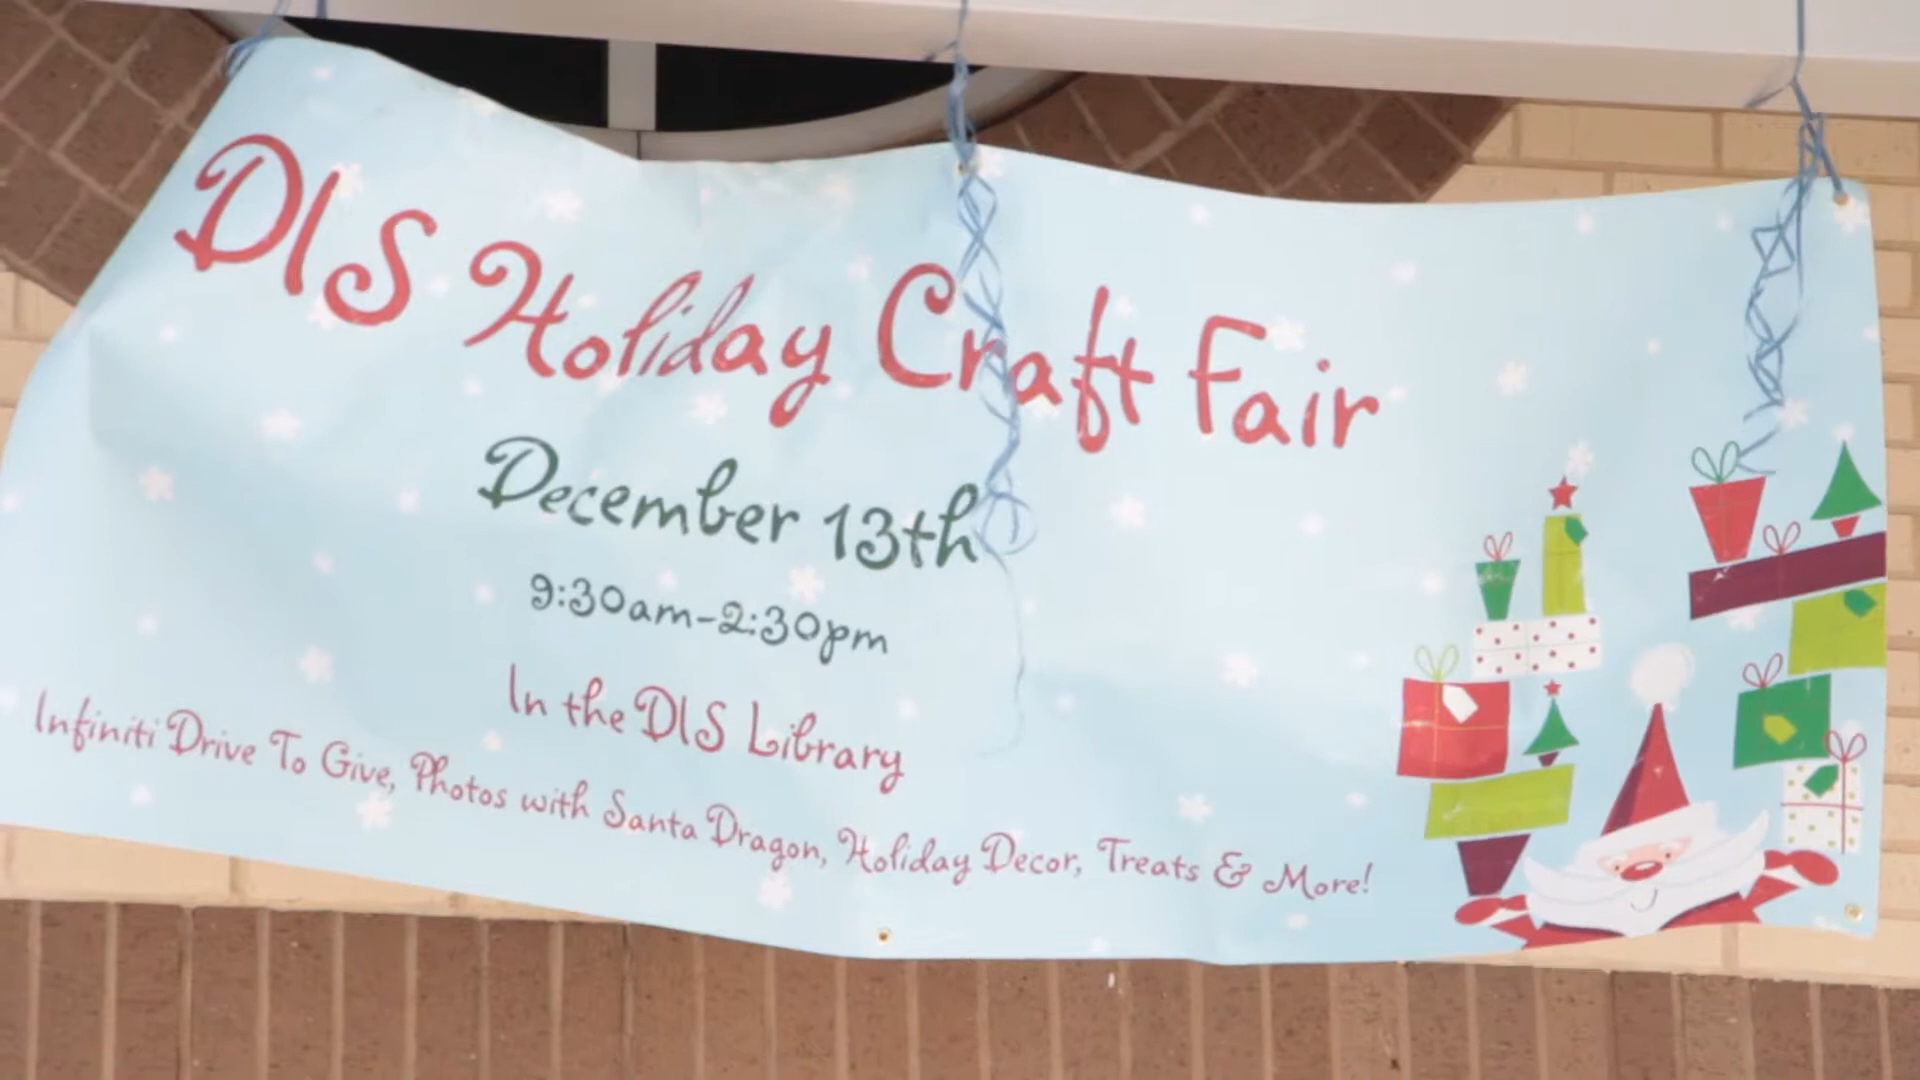 DIS Holiday Craft Fair
December 13th
9:30am-2:30pm
In the DIS Library
Infiniti Drive To Give, Photos with Santa Dragon, Holiday Decor, Treats & More!